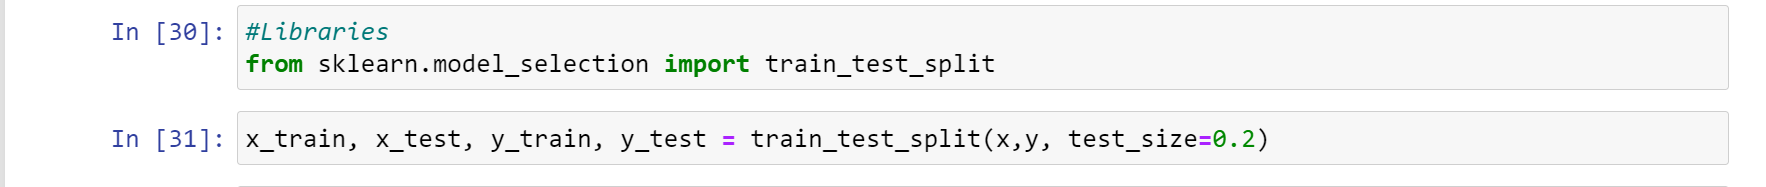 In [30]: #Libraries
from sklearn.model_selection import train_test_split
In [31]: x_train, x_test, y_train, y_test = train_test_split(x,y, test_size=0.2)